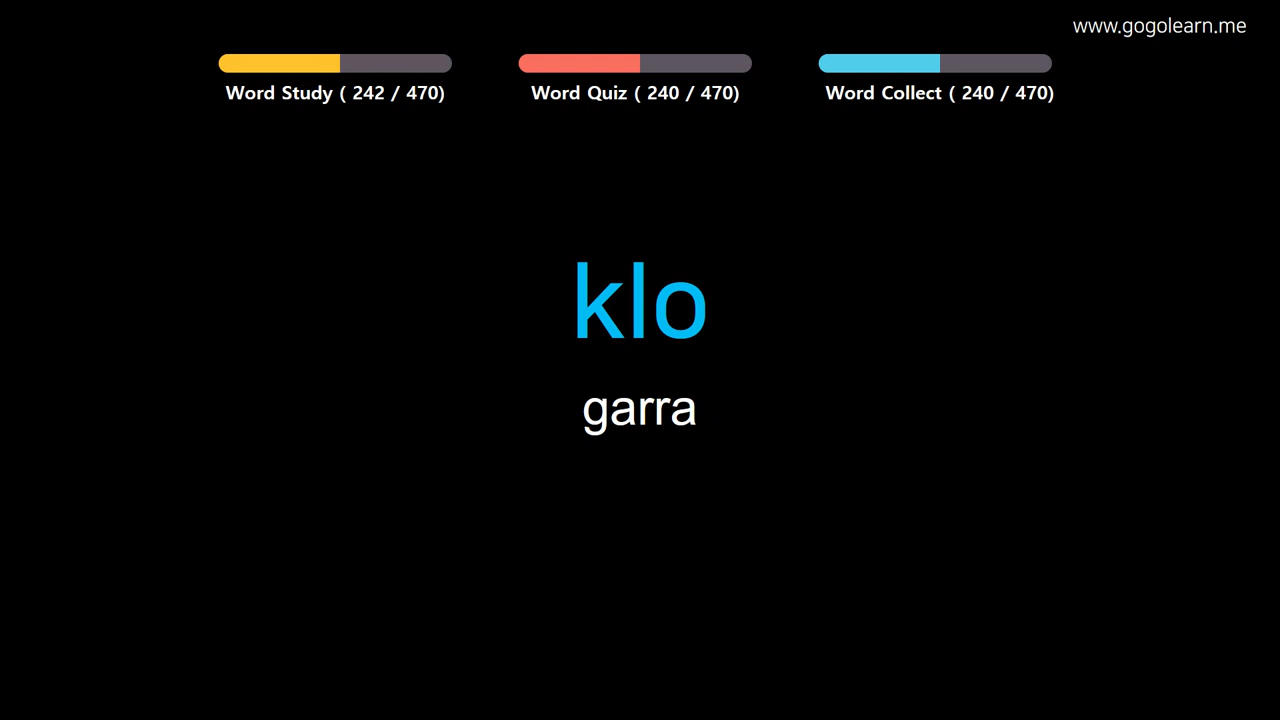 www.gogolearn.me
Word Study ( 242 / 470)
Word Quiz ( 240 / 470)
Word Collect ( 240 / 470)
klo
garra